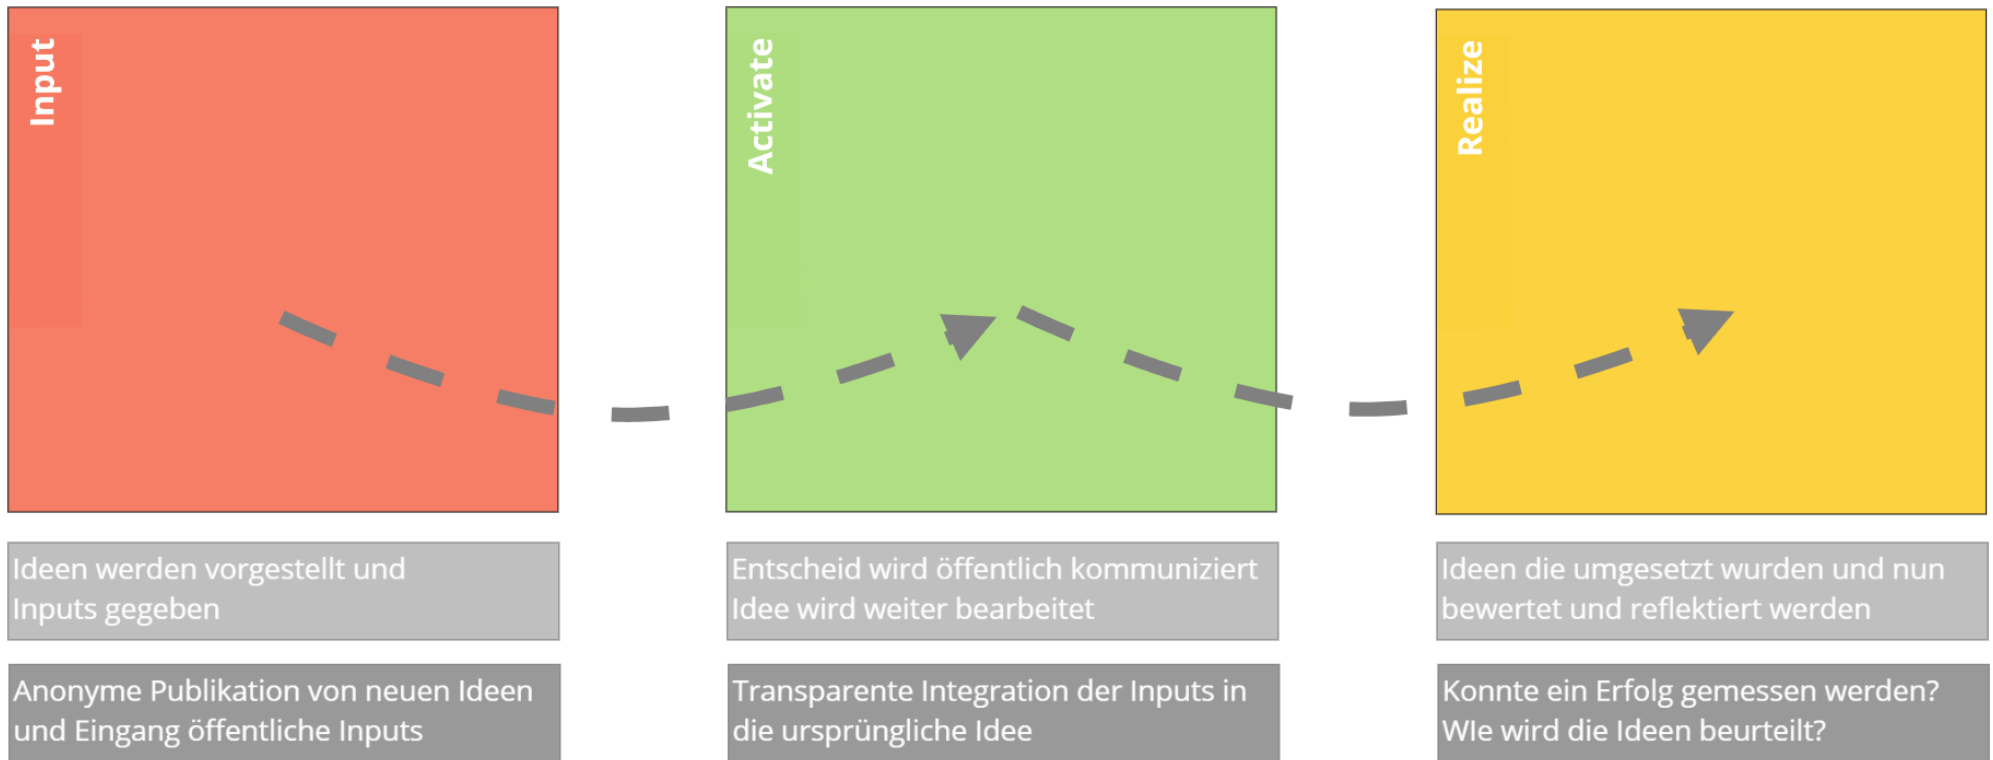 Input
Activate
Realize
Ideen werden vorgestellt und
Inputs gegeben
Entscheid wird öffentlich kommuniziert
Idee wird weiter bearbeitet
Ideen die umgesetzt wurden und nun
bewertet und reflektiert werden
Anonyme Publikation von neuen Ideen
und Eingang öffentliche Inputs
Transparente Integration der Inputs in
die ursprüngliche Idee
Konnte ein Erfolg gemessen werden?
WIe wird die Ideen beurteilt?